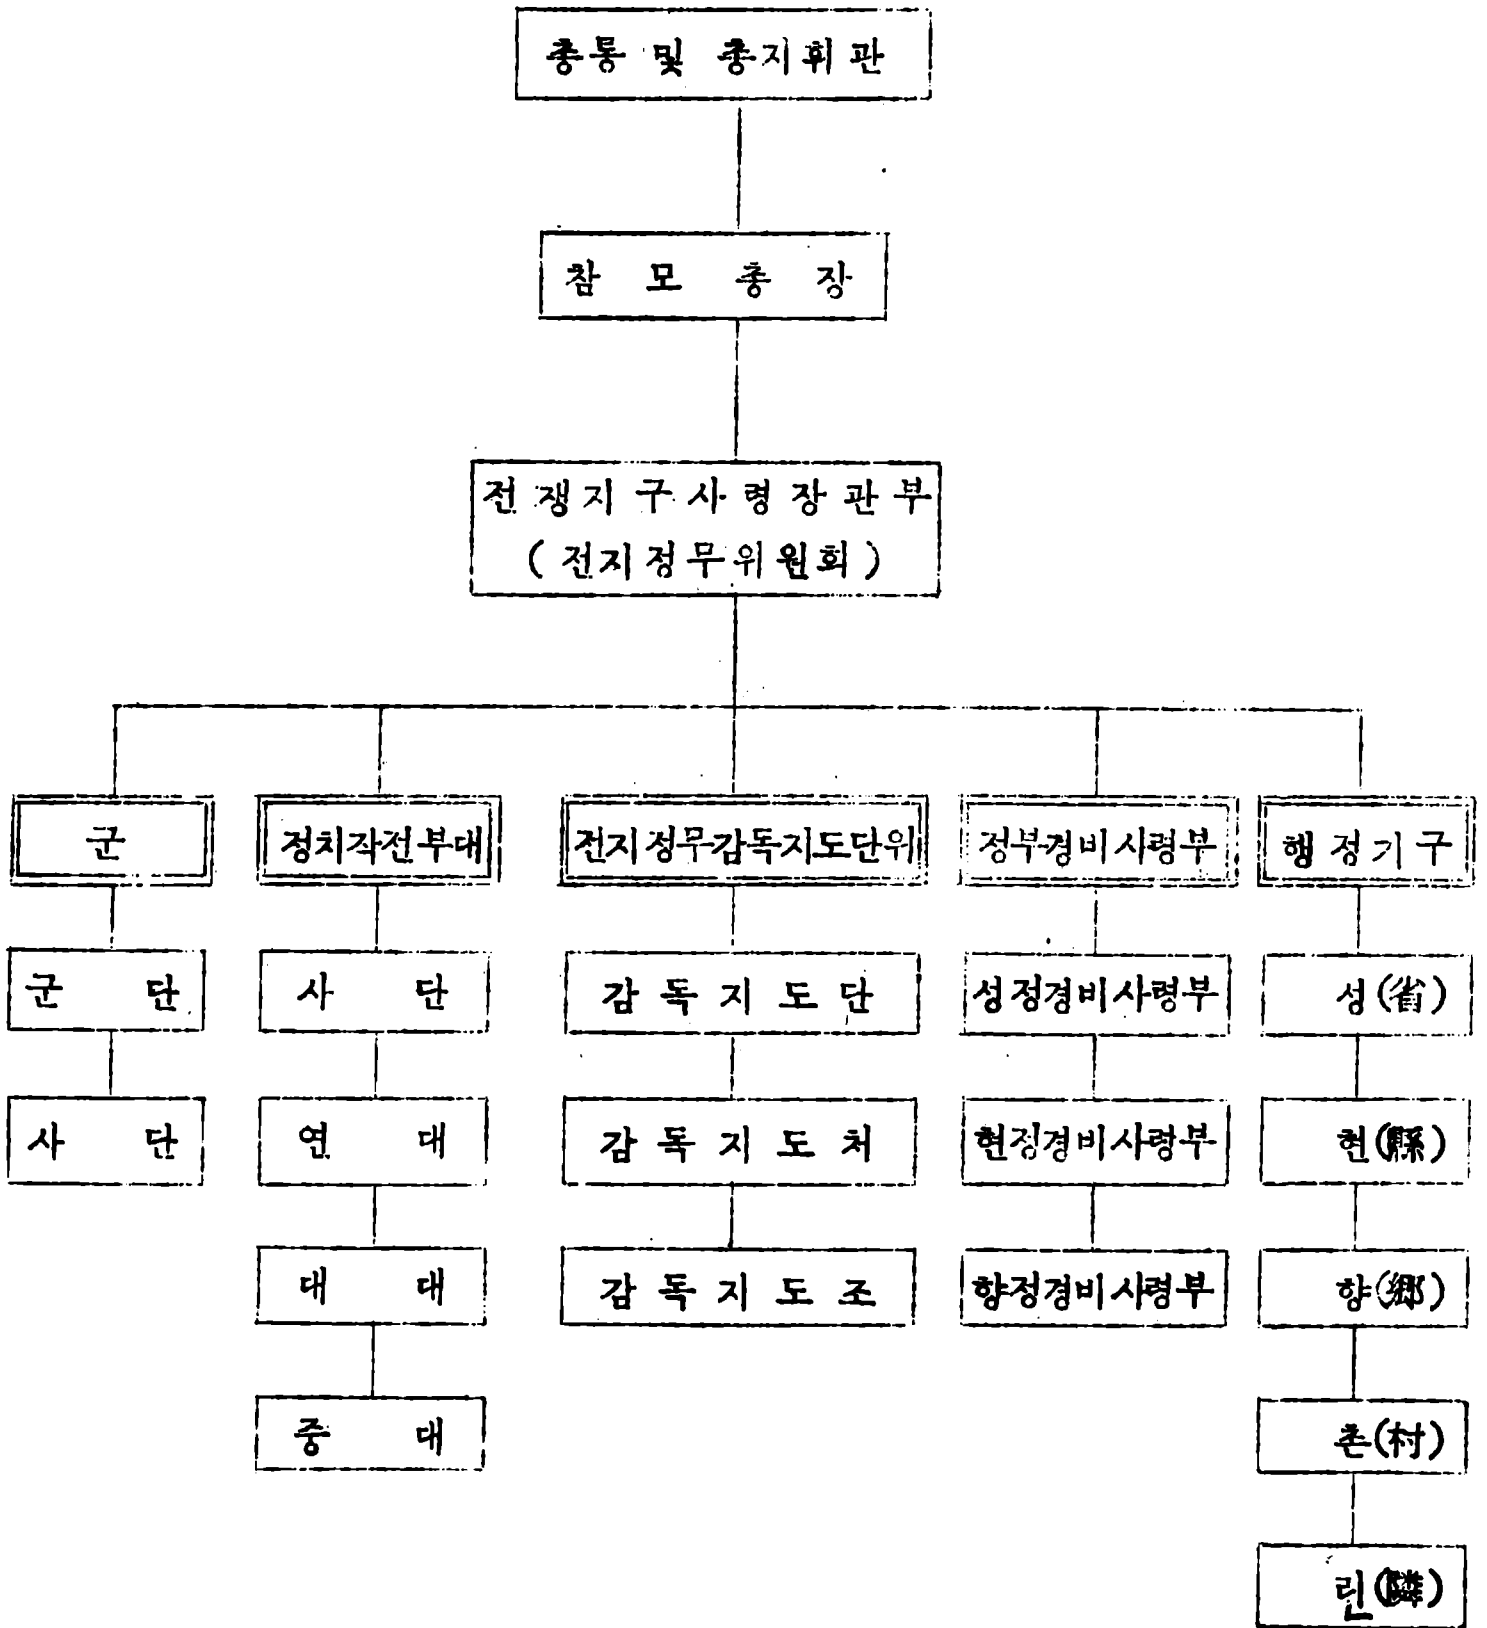 총통 및 총지휘관
참모총장
전쟁지구사령장관부
(전지정무위원회)
군
정치작전부대
전지정무감독지도단위
정부경비사령부
행정기구
군단
사단
감독지도단
성정경비사령부
성(省)
사단
연대
감독지도처
현정경비사령부
현(縣)
대대
감독지도조
향정경비사령부
향(鄕)
중대
촌(村)
린(隣)